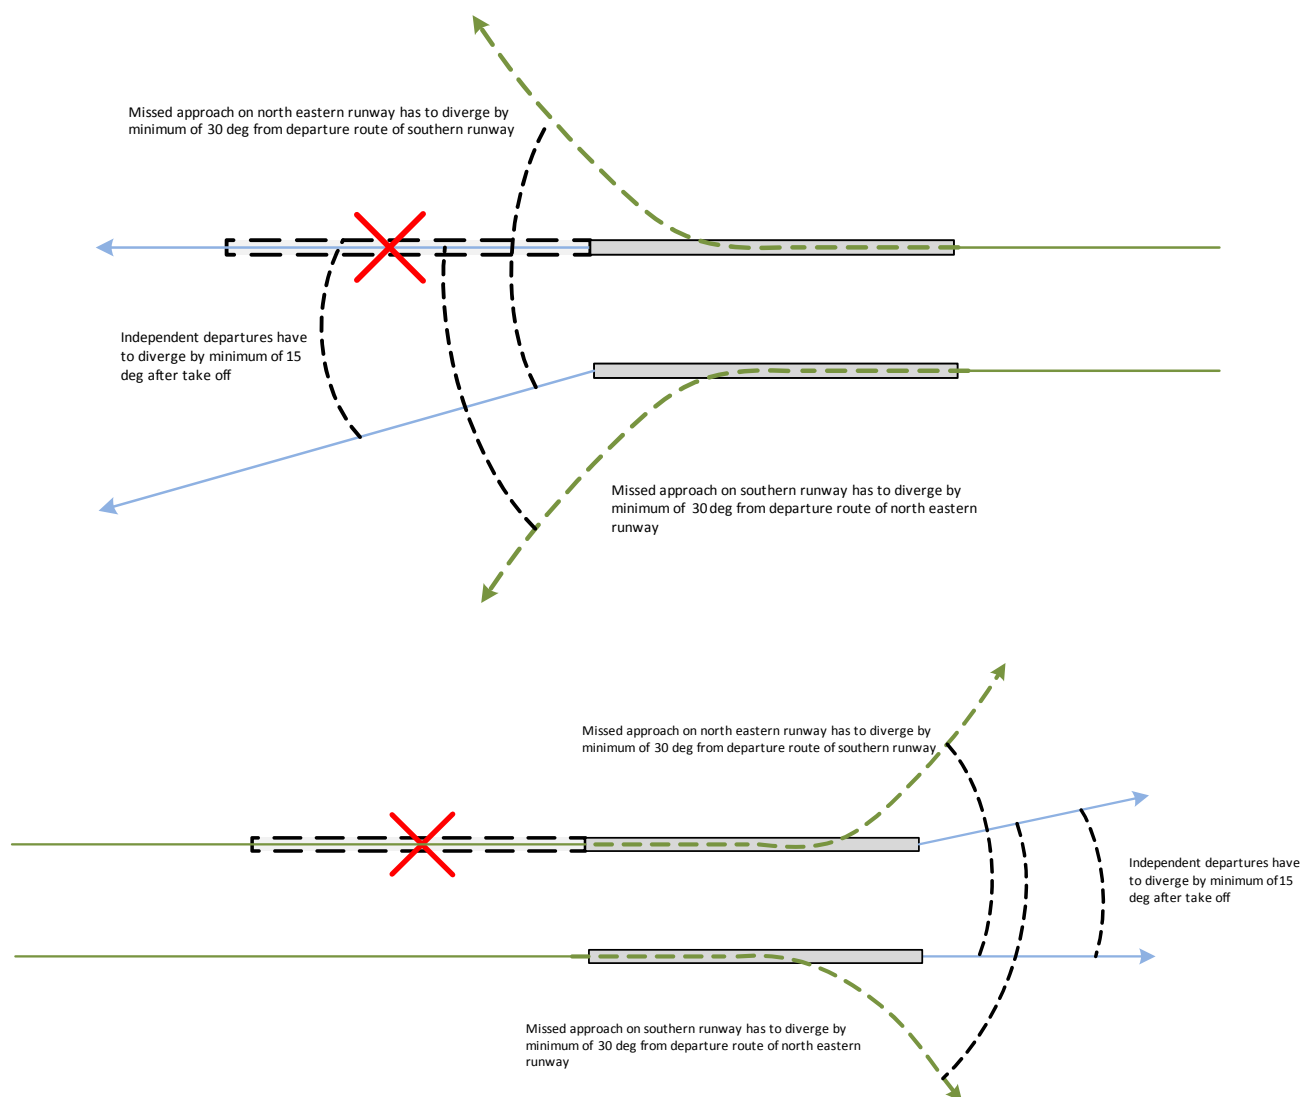 Missed approach on north eastern runway has to diverge by
minimum of 30 deg from departure route of southern runway
Independent departures have
to diverge by minimum of 15
deg after take off
Missed approach on southern runway has to diverge by
minimum of 30 deg from departure route of north eastern
runway
Missed approach on north eastern runway has to diverge by
minimum of 30 deg from departure route of southern runway
Independent departures have
to diverge by minimum of 15
deg after take off
Missed approach on southern runway has to diverge by
minimum of 30 deg from departure route of north eastern
runway